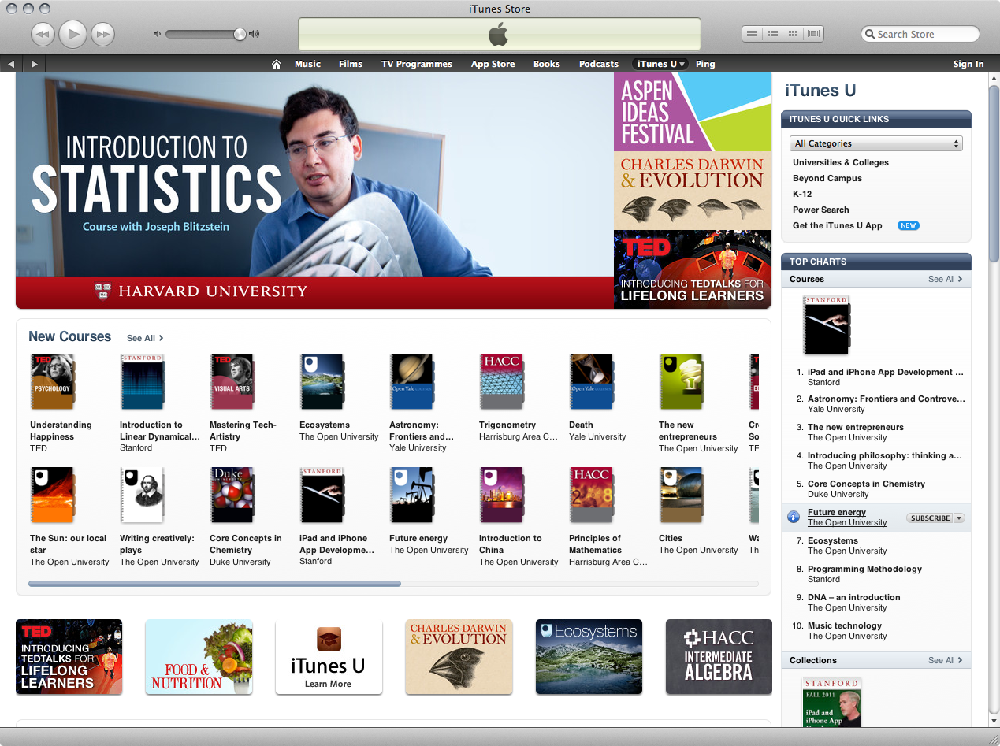 iTunes Store
Search Store
Music Films TV Programmes App Store Books Podcasts iTunes U Ping Sign In
INTRODUCTION TO
STATISTICS
Course with Joseph Blitzstein
HARVARD UNIVERSITY
ASPEN
IDEAS
FESTIVAL
CHARLES DARWIN
& EVOLUTION
TED
INTRODUCING TEDTALKS FOR
LIFELONG LEARNERS
New Courses See All
TED
PSYCHOLOGY
Understanding
Happiness
TED
STANFORD
Introduction to
Linear Dynamical...
Stanford
TED
VISUAL ARTS
Mastering Tech-
Artistry
TED
Ecosystems
The Open University
Open Yale courses
Astronomy:
Frontiers and...
Yale University
HACC
Trigonometry
Harrisburg Area C...
Open Yale courses
Death
Yale University
The new
entrepreneurs
The Open University
Cr
So
TE
The Sun: our local
star
The Open University
Writing creatively:
plays
The Open University
Duke
UNIVERSITY
Core Concepts in
Chemistry
Duke University
STANFORD
iPad and iPhone
App Developme...
Stanford
Future energy
The Open University
Introduction to
China
The Open University
HACC
Principles of
Mathematics
Harrisburg Area C...
Cities
The Open University
Wa
Th
TED
INTRODUCING
TEDTALKS FOR
LIFELONG
LEARNERS
FOOD &
NUTRITION
iTunes U
Learn More
CHARLES DARWIN
& EVOLUTION
Ecosystems
HACC
INTERMEDIATE
ALGEBRA
iTunes U
ITUNES U QUICK LINKS
All Categories
Universities & Colleges
Beyond Campus
K-12
Power Search
Get the iTunes U App NEW
TOP CHARTS
Courses See All
STANFORD
1. iPad and iPhone App Development ...
Stanford
2. Astronomy: Frontiers and Controve...
Yale University
3. The new entrepreneurs
The Open University
4. Introducing philosophy: thinking a...
The Open University
5. Core Concepts in Chemistry
Duke University
Future energy
The Open University
SUBSCRIBE
7. Ecosystems
The Open University
8. Programming Methodology
Stanford
9. DNA – an introduction
The Open University
10. Music technology
The Open University
Collections See All
STANFORD
FALL 2011
iPad and
iPhone App